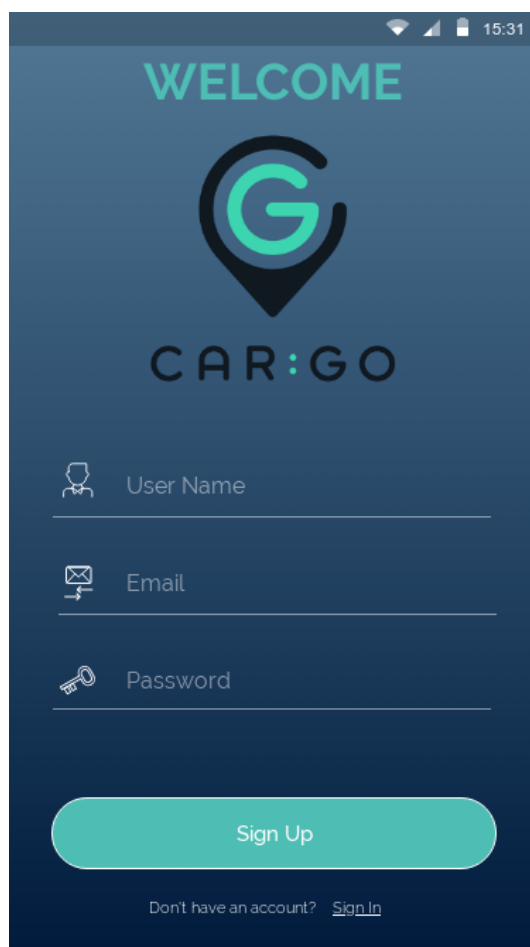 15:31
WELCOME
G
CAR:GO
User Name
Email
Password
Sign Up
Don't have an account? Sign In